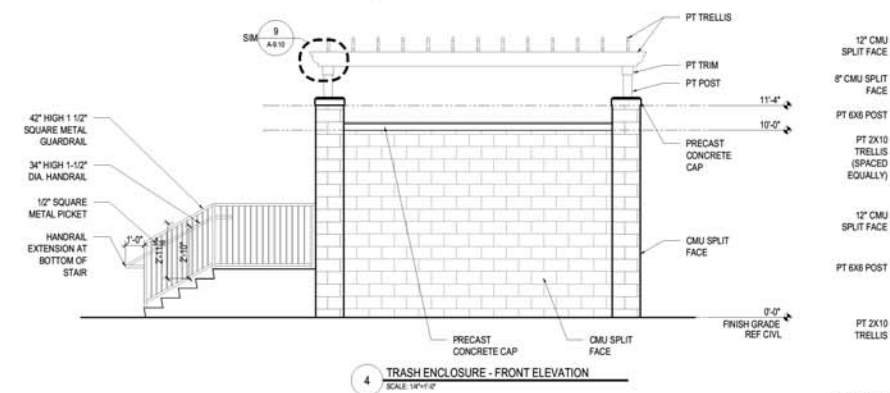 SIM
9
A-9.10
PT TRELLIS
PT TRIM
PT POST
11'-4"
10'-0"
PRECAST
CONCRETE
CAP
CMU SPLIT
FACE
0'-0"
FINISH GRADE
REF CIVL
42" HIGH 1 1/2"
SQUARE METAL
GUARDRAIL
34" HIGH 1-1/2"
DIA. HANDRAIL
1/2" SQUARE
METAL PICKET
HANDRAIL
EXTENSION AT
BOTTOM OF
STAIR
1'-0"
2'-10"
PRECAST
CONCRETE CAP
CMU SPLIT
FACE
4
TRASH ENCLOSURE - FRONT ELEVATION
SCALE: 1/4"=1'-0"
12" CMU
SPLIT FACE
8" CMU SPLIT
FACE
PT 6X6 POST
PT 2X10
TRELLIS
(SPACED
EQUALLY)
12" CMU
SPLIT FACE
PT 6X6 POST
PT 2X10
TRELLIS